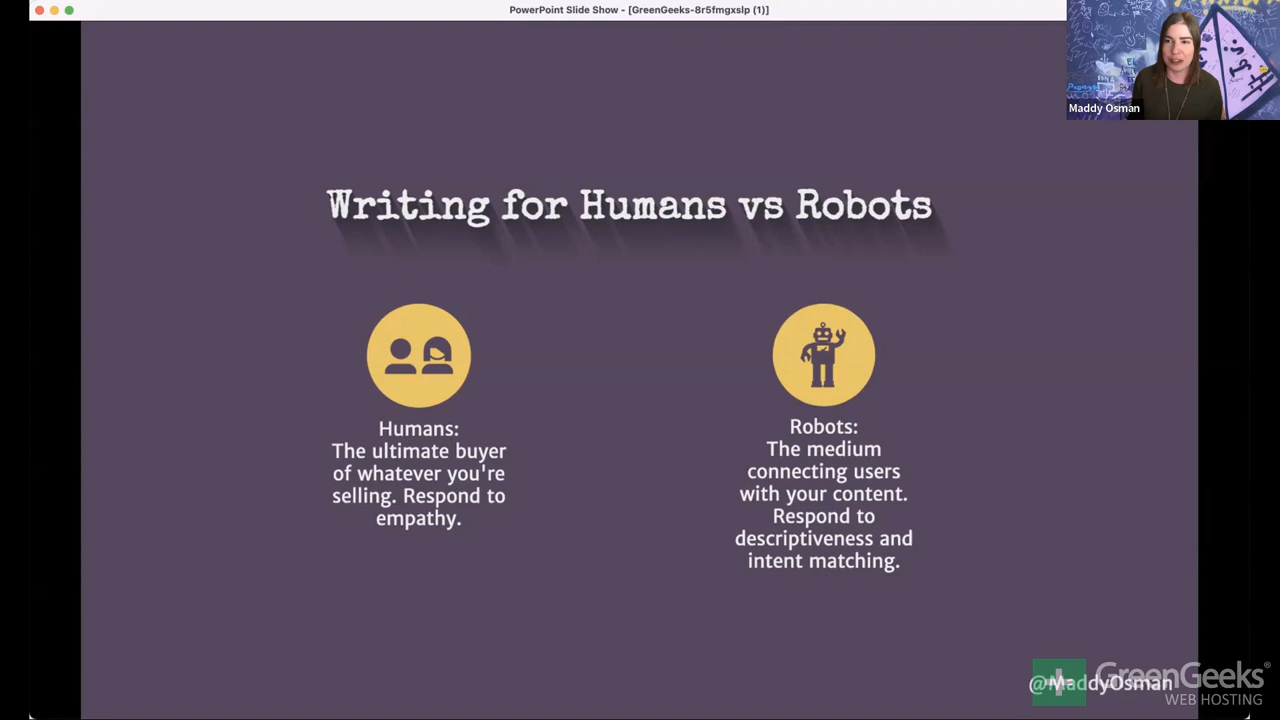 PowerPoint Slide Show - [GreenGeeks-8r5fmgxslp (1)]
Maddy Osman
Writing for Humans vs Robots
Humans:
The ultimate buyer
of whatever you're
selling. Respond to
empathy.
Robots:
The medium
connecting users
with your content.
Respond to
descriptiveness and
intent matching.
@MaddyOsman
GreenGeeks®
WEB HOSTING